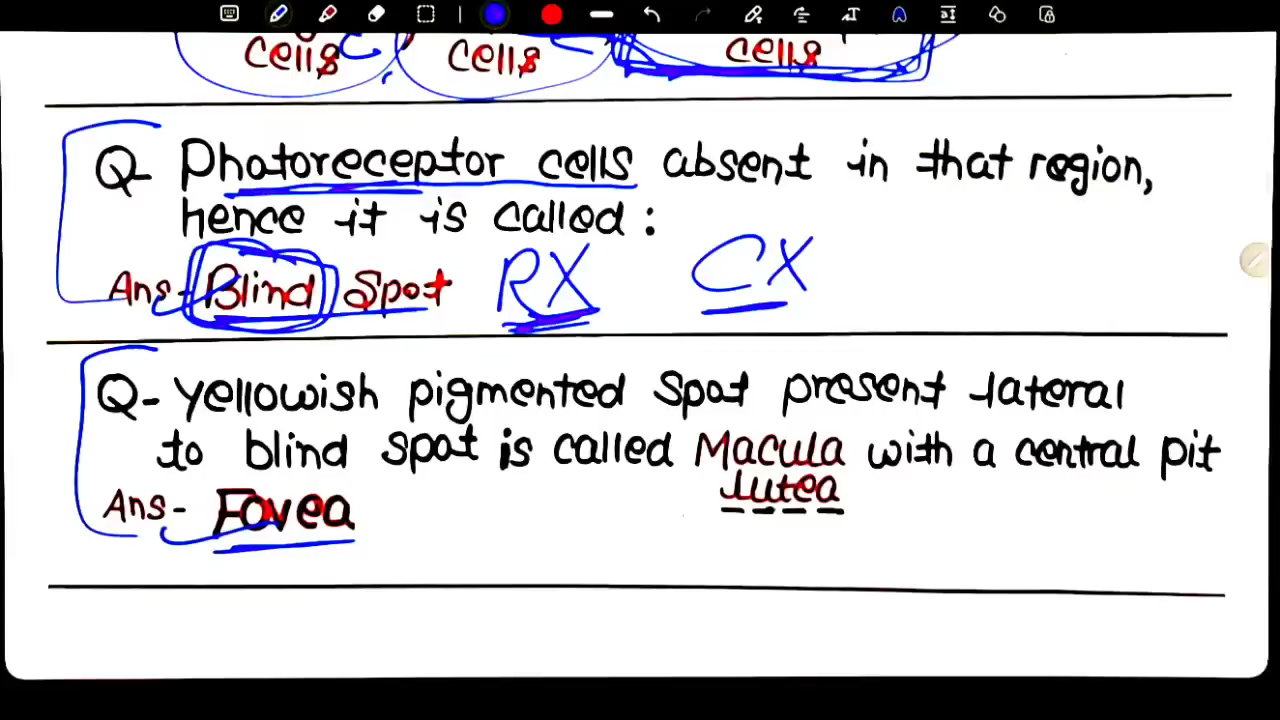 cells cells cells
Q- Photoreceptor cells absent in that region,
hence it is called :
Ans- Blind Spot RX CX
Q- Yellowish pigmented spot present lateral
to blind spot is called Macula with a central pit
lutea
Ans- Fovea